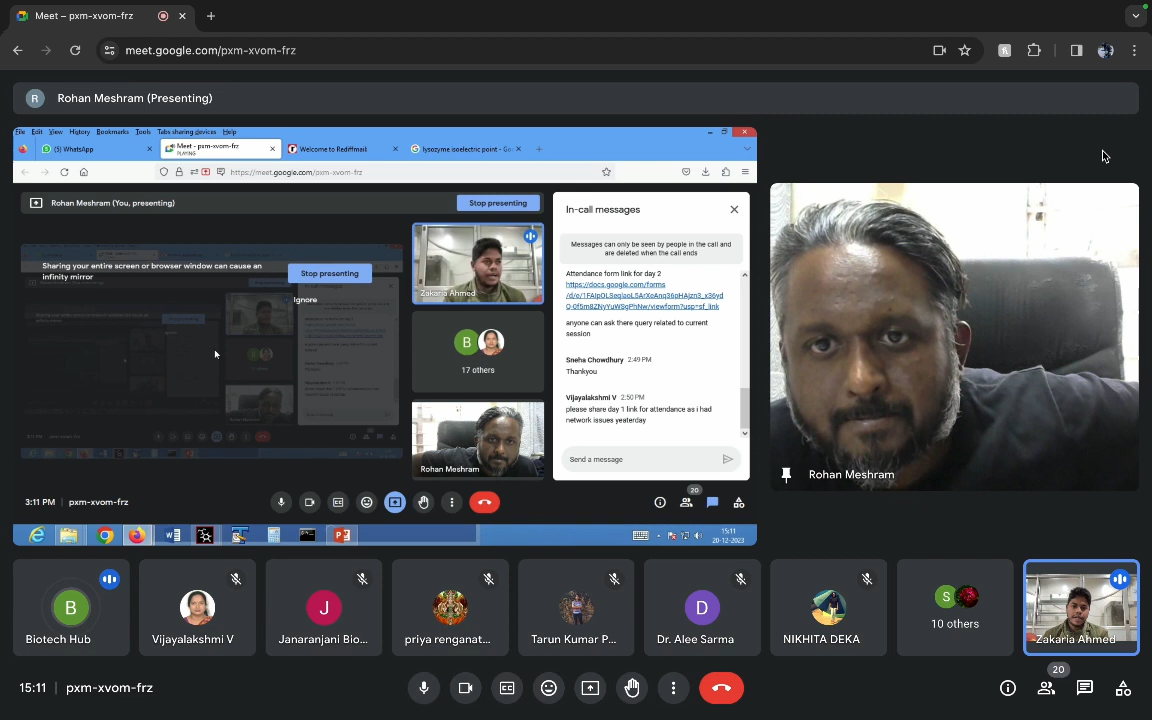 Meet – pxm-xvom-frz
meet.google.com/pxm-xvom-frz
R
Rohan Meshram (Presenting)
File Edit View History Bookmarks Tools Tabs sharing devices Help
(5) WhatsApp
Meet - pxm-xvom-frz
PLAYING
Welcome to Rediffmail
lysozyme isoelectric point - Go
https://meet.google.com/pxm-xvom-frz
Rohan Meshram (You, presenting)
Stop presenting
Sharing your entire screen or browser window can cause an
infinity mirror
Stop presenting
Ignore
Zakaria Ahmed
B
17 others
Rohan Meshram
In-call messages
Messages can only be seen by people in the call and
are deleted when the call ends
Attendance form link for day 2
https://docs.google.com/forms
anyone can ask there query related to current
session
Sneha Chowdhury 2:49 PM
Thankyou
Vijayalakshmi V 2:50 PM
please share day 1 link for attendance as i had
network issues yesterday
Send a message
3:11 PM | pxm-xvom-frz
20
15:11
20-12-2023
Rohan Meshram
B
Biotech Hub
Vijayalakshmi V
J
Janaranjani Bio...
priya renganat...
Tarun Kumar P...
D
Dr. Alee Sarma
NIKHITA DEKA
S
10 others
Zakaria Ahmed
15:11 | pxm-xvom-frz
20